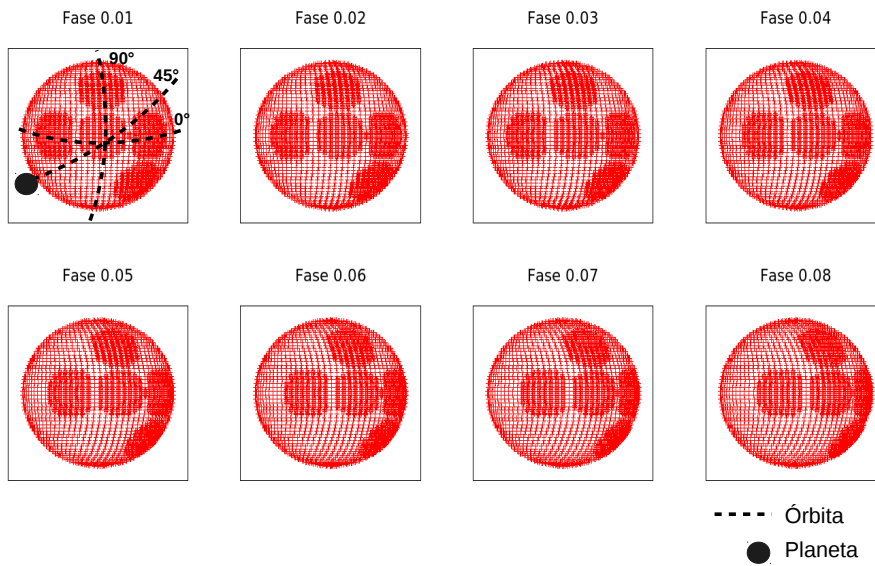 Fase 0.01
Fase 0.02
Fase 0.03
Fase 0.04
90°
45°
0°
Fase 0.05
Fase 0.06
Fase 0.07
Fase 0.08
Órbita
Planeta